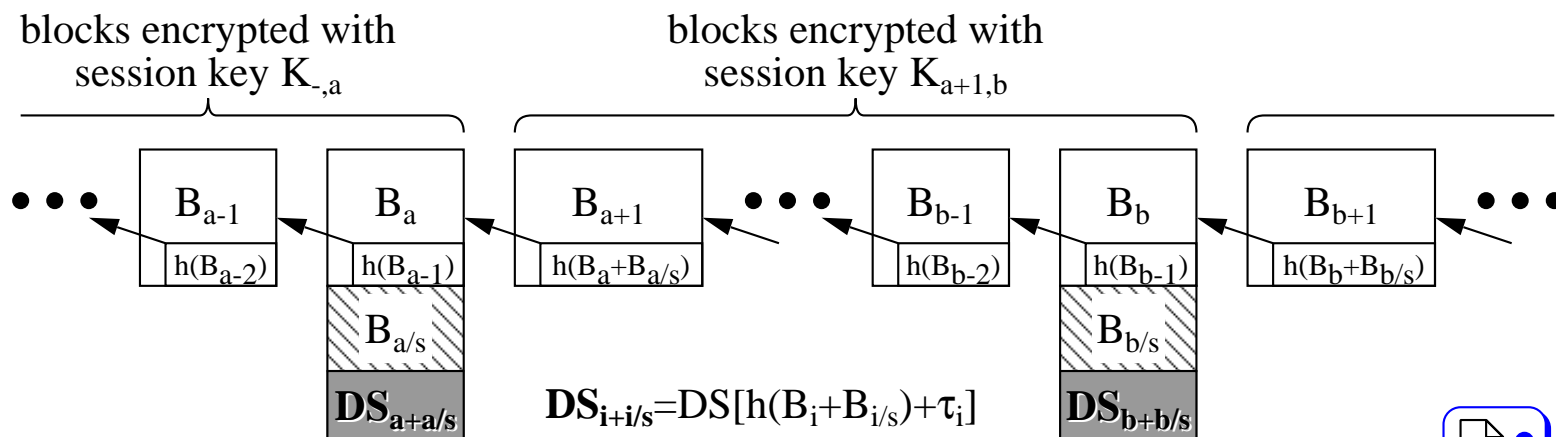 blocks encrypted with
session key K-,a
blocks encrypted with
session key Ka+1,b
Ba-1
Ba
Ba+1
Bb-1
Bb
Bb+1
h(Ba-2)
h(Ba-1)
h(Ba+Ba/s)
h(Bb-2)
h(Bb-1)
h(Bb+Bb/s)
Ba/s
Bb/s
DSa+a/s
DSi+i/s=DS[h(Bi+Bi/s)+τi]
DSb+b/s